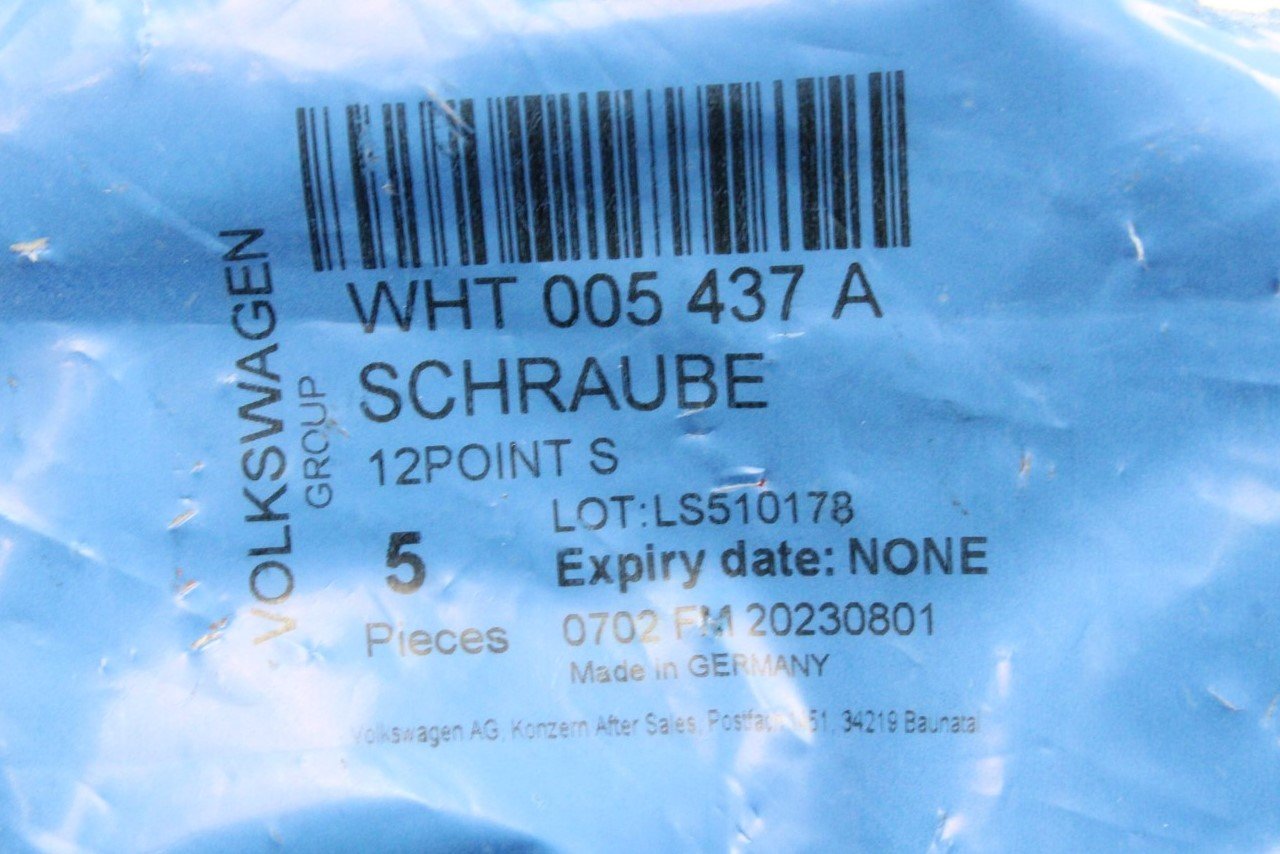 VOLKSWAGEN
GROUP
WHT 005 437 A
SCHRAUBE
12POINT S
LOT:LS510178
Expiry date: NONE
5
Pieces
0702 FM 20230801
Made in GERMANY
Volkswagen AG, Konzern After Sales, 34219 Baunatal